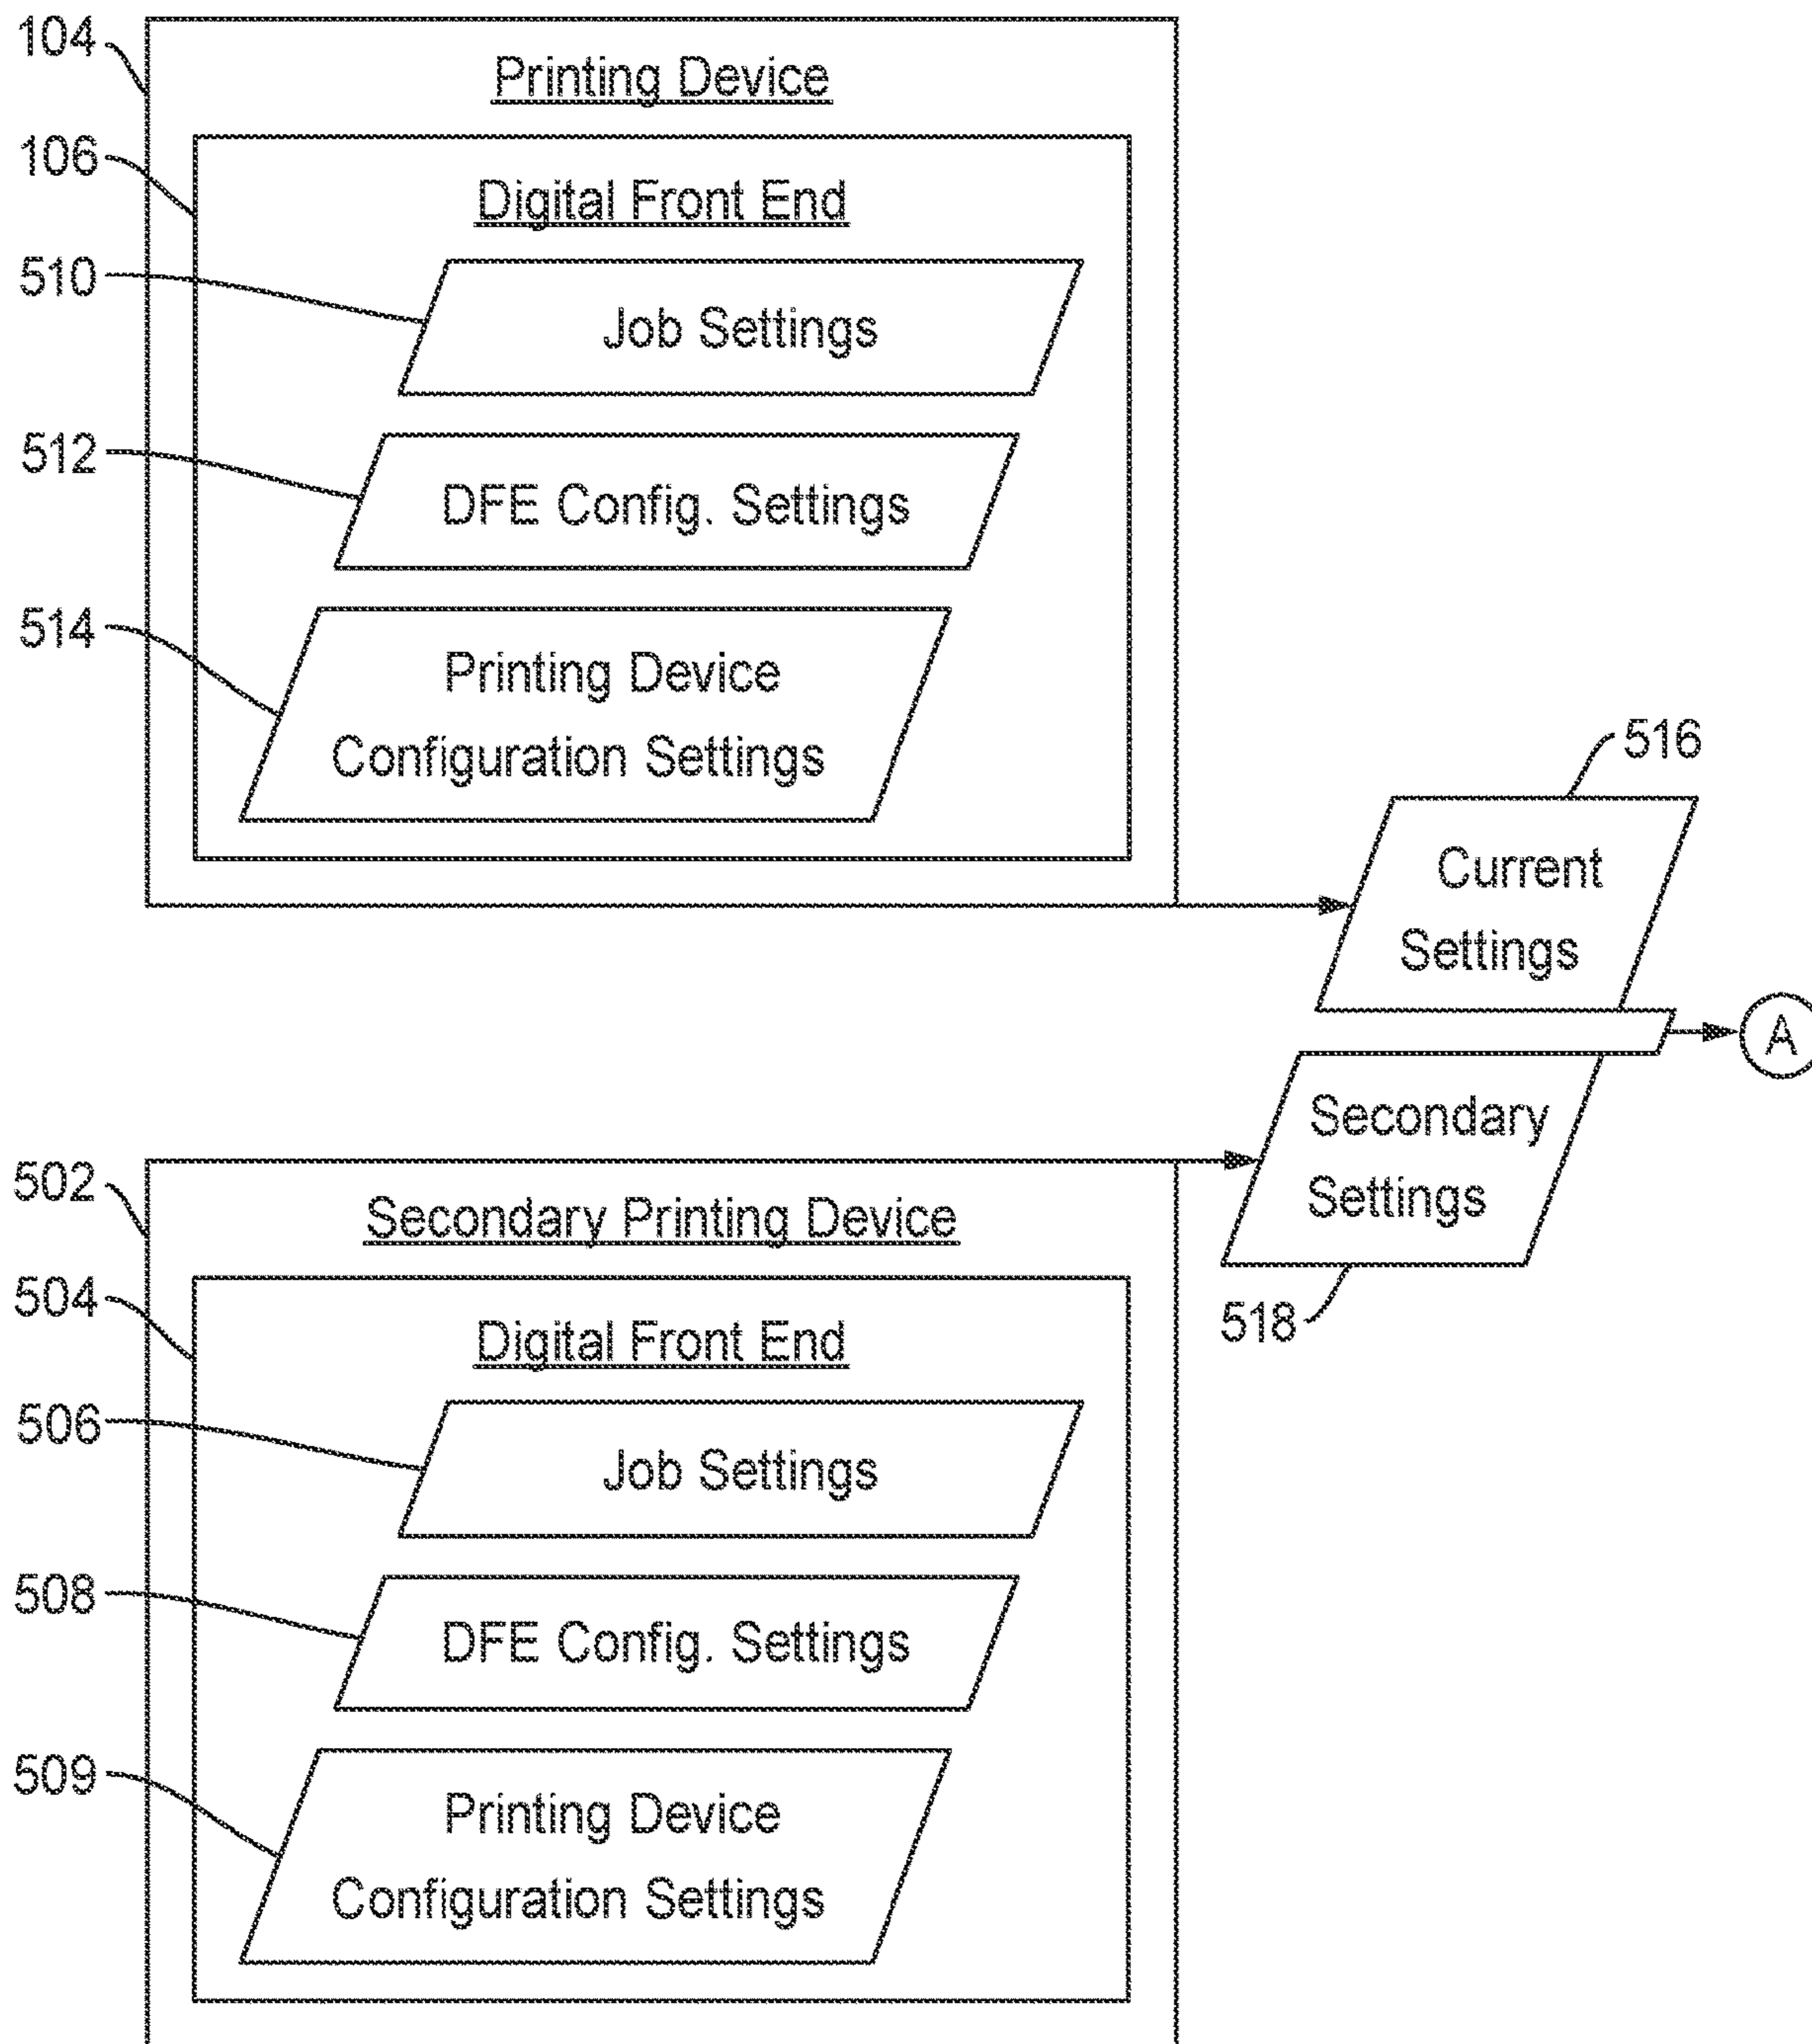 104
Printing Device
106
Digital Front End
510
Job Settings
512
DFE Config. Settings
514
Printing Device
Configuration Settings
516
Current
Settings
A
Secondary
Settings
518
502
Secondary Printing Device
504
Digital Front End
506
Job Settings
508
DFE Config. Settings
509
Printing Device
Configuration Settings